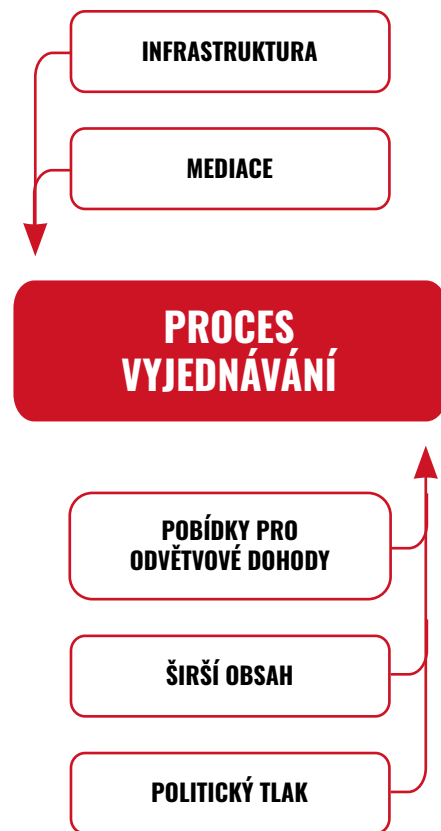 INFRASTRUKTURA
MEDIACE
PROCES
VYJEDNÁVÁNÍ
POBÍDKY PRO
ODVĚTVOVÉ DOHODY
ŠIRŠÍ OBSAH
POLITICKÝ TLAK